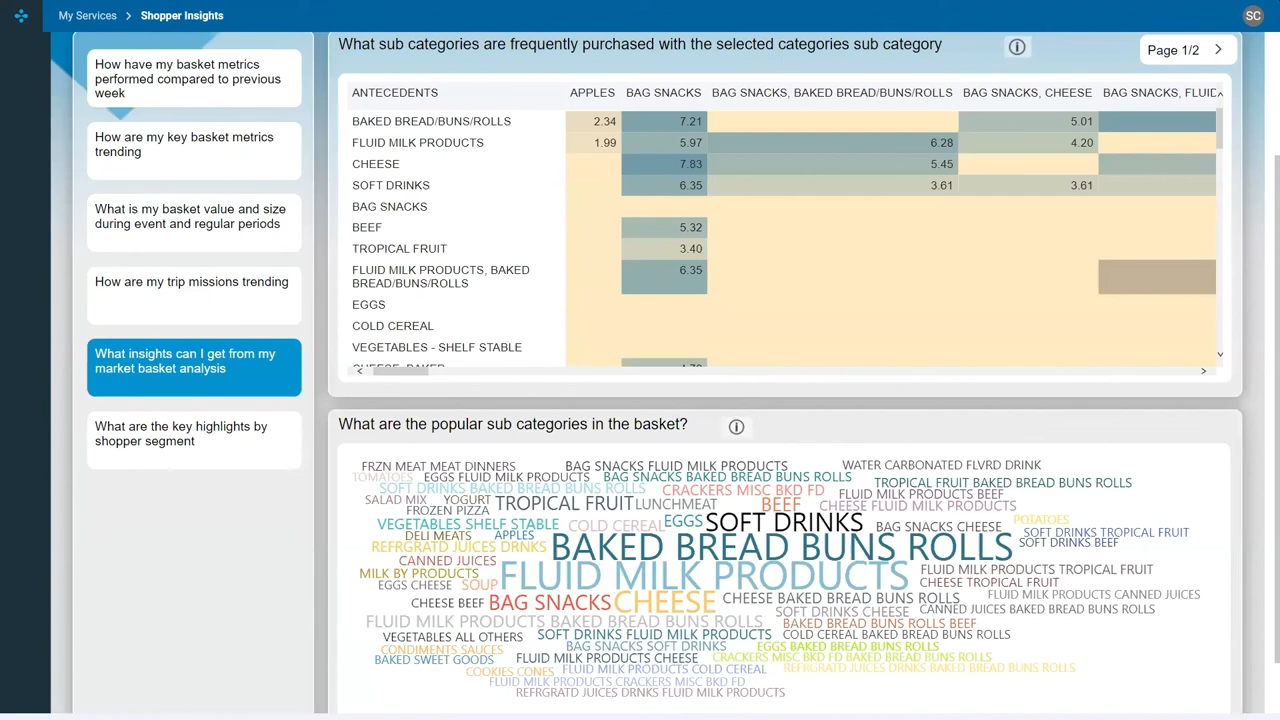 My Services > Shopper Insights
SC
How have my basket metrics
performed compared to previous
week
How are my key basket metrics
trending
What is my basket value and size
during event and regular periods
How are my trip missions trending
What insights can I get from my
market basket analysis
What are the key highlights by
shopper segment
What sub categories are frequently purchased with the selected categories sub category
Page 1/2
ANTECEDENTS APPLES BAG SNACKS BAG SNACKS, BAKED BREAD/BUNS/ROLLS BAG SNACKS, CHEESE BAG SNACKS, FLUID
BAKED BREAD/BUNS/ROLLS 2.34 7.21 5.01
FLUID MILK PRODUCTS 1.99 5.97 6.28 4.20
CHEESE 7.83 5.45
SOFT DRINKS 6.35 3.61 3.61
BAG SNACKS
BEEF 5.32
TROPICAL FRUIT 3.40
FLUID MILK PRODUCTS, BAKED 6.35
BREAD/BUNS/ROLLS
EGGS
COLD CEREAL
VEGETABLES - SHELF STABLE
What are the popular sub categories in the basket?
FRZN MEAT MEAT DINNERS BAG SNACKS FLUID MILK PRODUCTS WATER CARBONATED FLVRD DRINK
TOMATOES EGGS FLUID MILK PRODUCTS BAG SNACKS BAKED BREAD BUNS ROLLS TROPICAL FRUIT BAKED BREAD BUNS ROLLS
SOFT DRINKS BAKED BREAD BUNS ROLLS CRACKERS MISC BKD FD FLUID MILK PRODUCTS BEEF
SALAD MIX YOGURT TROPICAL FRUIT LUNCHMEAT BEEF CHEESE FLUID MILK PRODUCTS
FROZEN PIZZA
VEGETABLES SHELF STABLE COLD CEREAL EGGS SOFT DRINKS BAG SNACKS CHEESE POTATOES
DELI MEATS APPLES SOFT DRINKS TROPICAL FRUIT
REFRGRATD JUICES DRNKS BAKED BREAD BUNS ROLLS SOFT DRINKS BEEF
CANNED JUICES
MILK BY PRODUCTS FLUID MILK PRODUCTS FLUID MILK PRODUCTS TROPICAL FRUIT
EGGS CHEESE SOUP CHEESE TROPICAL FRUIT
FLUID MILK PRODUCTS CANNED JUICES
CHEESE BEEF BAG SNACKS CHEESE CHEESE BAKED BREAD BUNS ROLLS
SOFT DRINKS CHEESE CANNED JUICES BAKED BREAD BUNS ROLLS
FLUID MILK PRODUCTS BAKED BREAD BUNS ROLLS BAKED BREAD BUNS ROLLS BEEF
VEGETABLES ALL OTHERS SOFT DRINKS FLUID MILK PRODUCTS COLD CEREAL BAKED BREAD BUNS ROLLS
CONDIMENTS SAUCES BAG SNACKS SOFT DRINKS EGGS BAKED BREAD BUNS ROLLS
BAKED SWEET GOODS FLUID MILK PRODUCTS CHEESE CRACKERS MISC BKD FD BAKED BREAD BUNS ROLLS
COOKIES CONES FLUID MILK PRODUCTS COLD CEREAL REFRGRATD JUICES DRNKS BAKED BREAD BUNS ROLLS
FLUID MILK PRODUCTS CRACKERS MISC BKD FD
REFRGRATD JUICES DRNKS FLUID MILK PRODUCTS